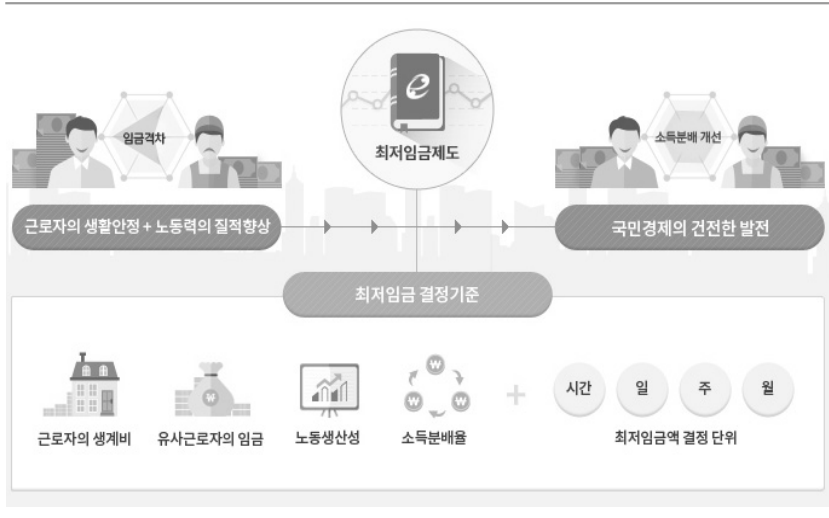 임금격차
e
최저임금제도
소득분배 개선
근로자의 생활안정 + 노동력의 질적향상
국민경제의 건전한 발전
최저임금 결정기준
₩
₩
₩
₩
+
시간
일
주
월
근로자의 생계비
유사근로자의 임금
노동생산성
소득분배율
최저임금액 결정 단위